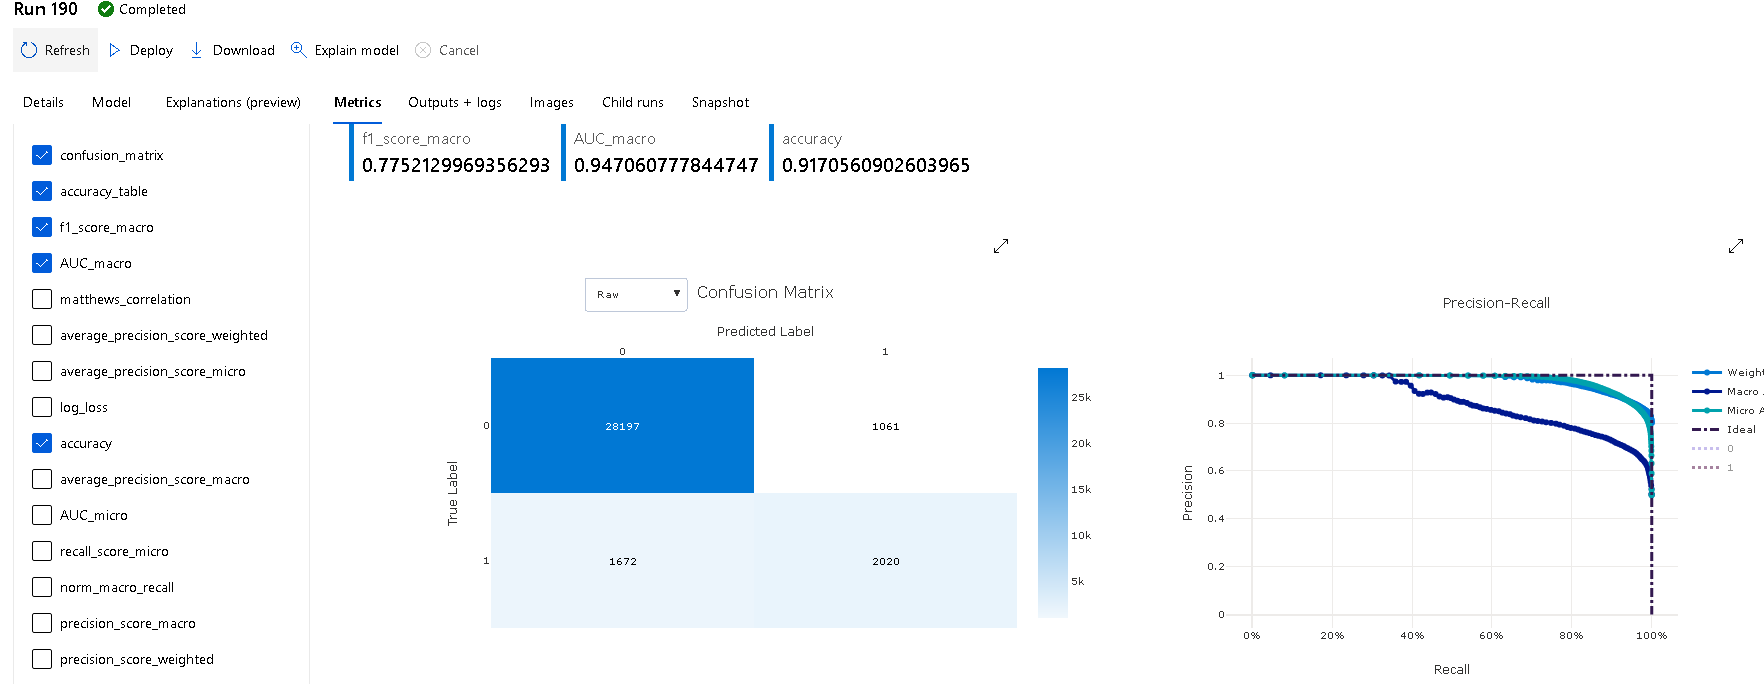 Run 190 Completed
Refresh Deploy Download Explain model Cancel
Details Model Explanations (preview) Metrics Outputs + logs Images Child runs Snapshot
confusion_matrix
accuracy_table
f1_score_macro
AUC_macro
matthews_correlation
average_precision_score_weighted
average_precision_score_micro
log_loss
accuracy
average_precision_score_macro
AUC_micro
recall_score_micro
norm_macro_recall
precision_score_macro
precision_score_weighted
f1_score_macro
0.7752129969356293
AUC_macro
0.947060777844747
accuracy
0.9170560902603965
Raw
Confusion Matrix
Predicted Label
0 1
True Label
0 28197 1061
1 1672 2020
25k
20k
15k
10k
5k
Precision-Recall
Precision
1
0.8
0.6
0.4
0.2
0
0% 20% 40% 60% 80% 100%
Recall
Weight
Macro
Micro A
Ideal
0
1